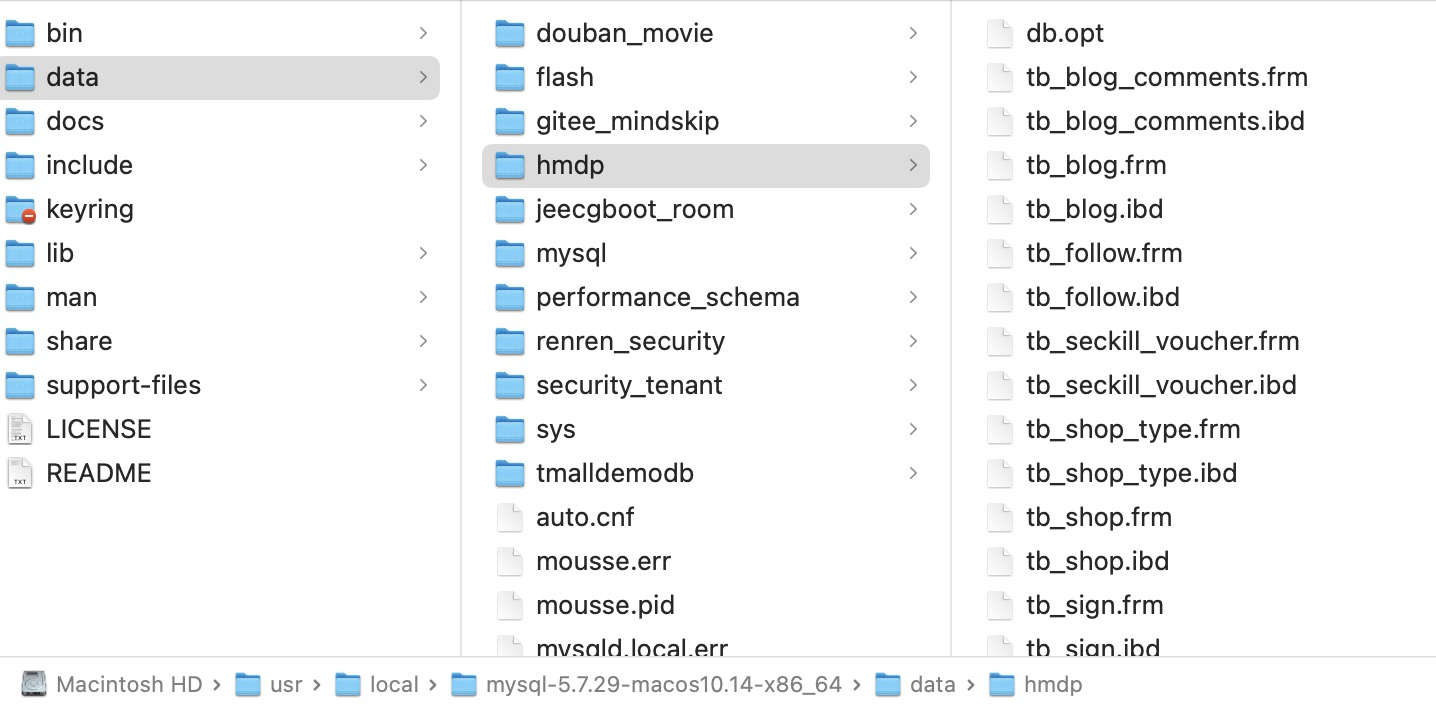 bin
data
docs
include
keyring
lib
man
share
support-files
LICENSE
README
douban_movie
flash
gitee_mindskip
hmdp
jeecgboot_room
mysql
performance_schema
renren_security
security_tenant
sys
tmalldemodb
auto.cnf
mousse.err
mousse.pid
mysqld.local.err
db.opt
tb_blog_comments.frm
tb_blog_comments.ibd
tb_blog.frm
tb_blog.ibd
tb_follow.frm
tb_follow.ibd
tb_seckill_voucher.frm
tb_seckill_voucher.ibd
tb_shop_type.frm
tb_shop_type.ibd
tb_shop.frm
tb_shop.ibd
tb_sign.frm
tb_sign.ibd
Macintosh HD › usr › local › mysql-5.7.29-macos10.14-x86_64 › data › hmdp